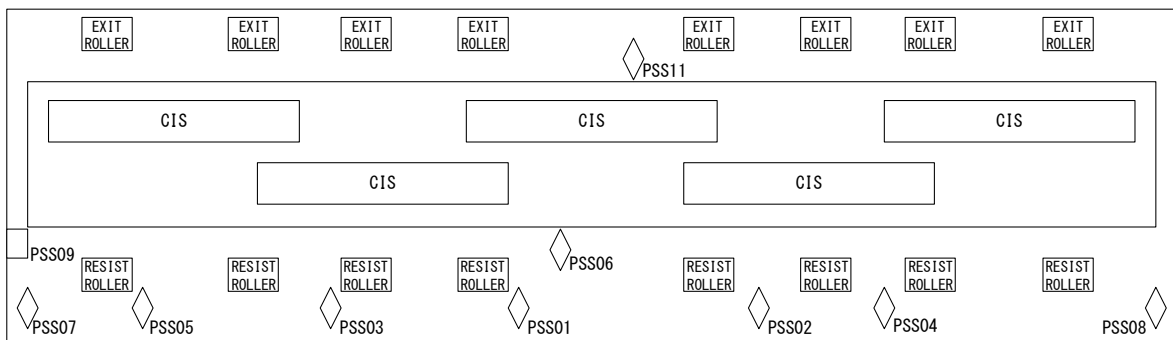 EXIT ROLLER
EXIT ROLLER
EXIT ROLLER
EXIT ROLLER
EXIT ROLLER
EXIT ROLLER
EXIT ROLLER
EXIT ROLLER
PSS11
CIS
CIS
CIS
CIS
CIS
PSS09
PSS06
RESIST ROLLER
RESIST ROLLER
RESIST ROLLER
RESIST ROLLER
RESIST ROLLER
RESIST ROLLER
RESIST ROLLER
RESIST ROLLER
PSS07
PSS05
PSS03
PSS01
PSS02
PSS04
PSS08